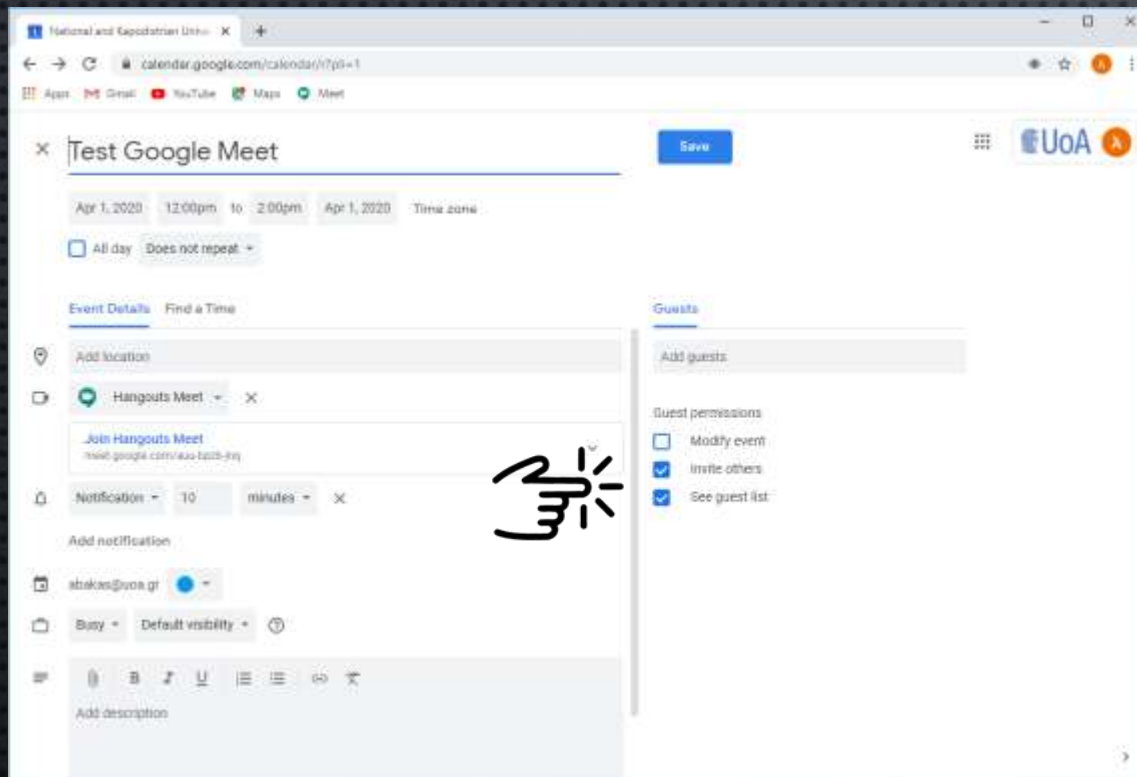 National and Kapodistrian Unive
calendar.google.com/calendar/r?pli=1
Apps Gmail YouTube Maps Meet
Test Google Meet
Save
UoA λ
Apr 1, 2020 12:00pm to 2:00pm Apr 1, 2020 Time zone
All day Does not repeat
Event Details Find a Time
Guests
Add location
Add guests
Hangouts Meet
Guest permissions
Join Hangouts Meet
Modify event
Invite others
Notification 10 minutes
See guest list
Add notification
abakas@uoa.gr
Busy Default visibility
B I U
Add description